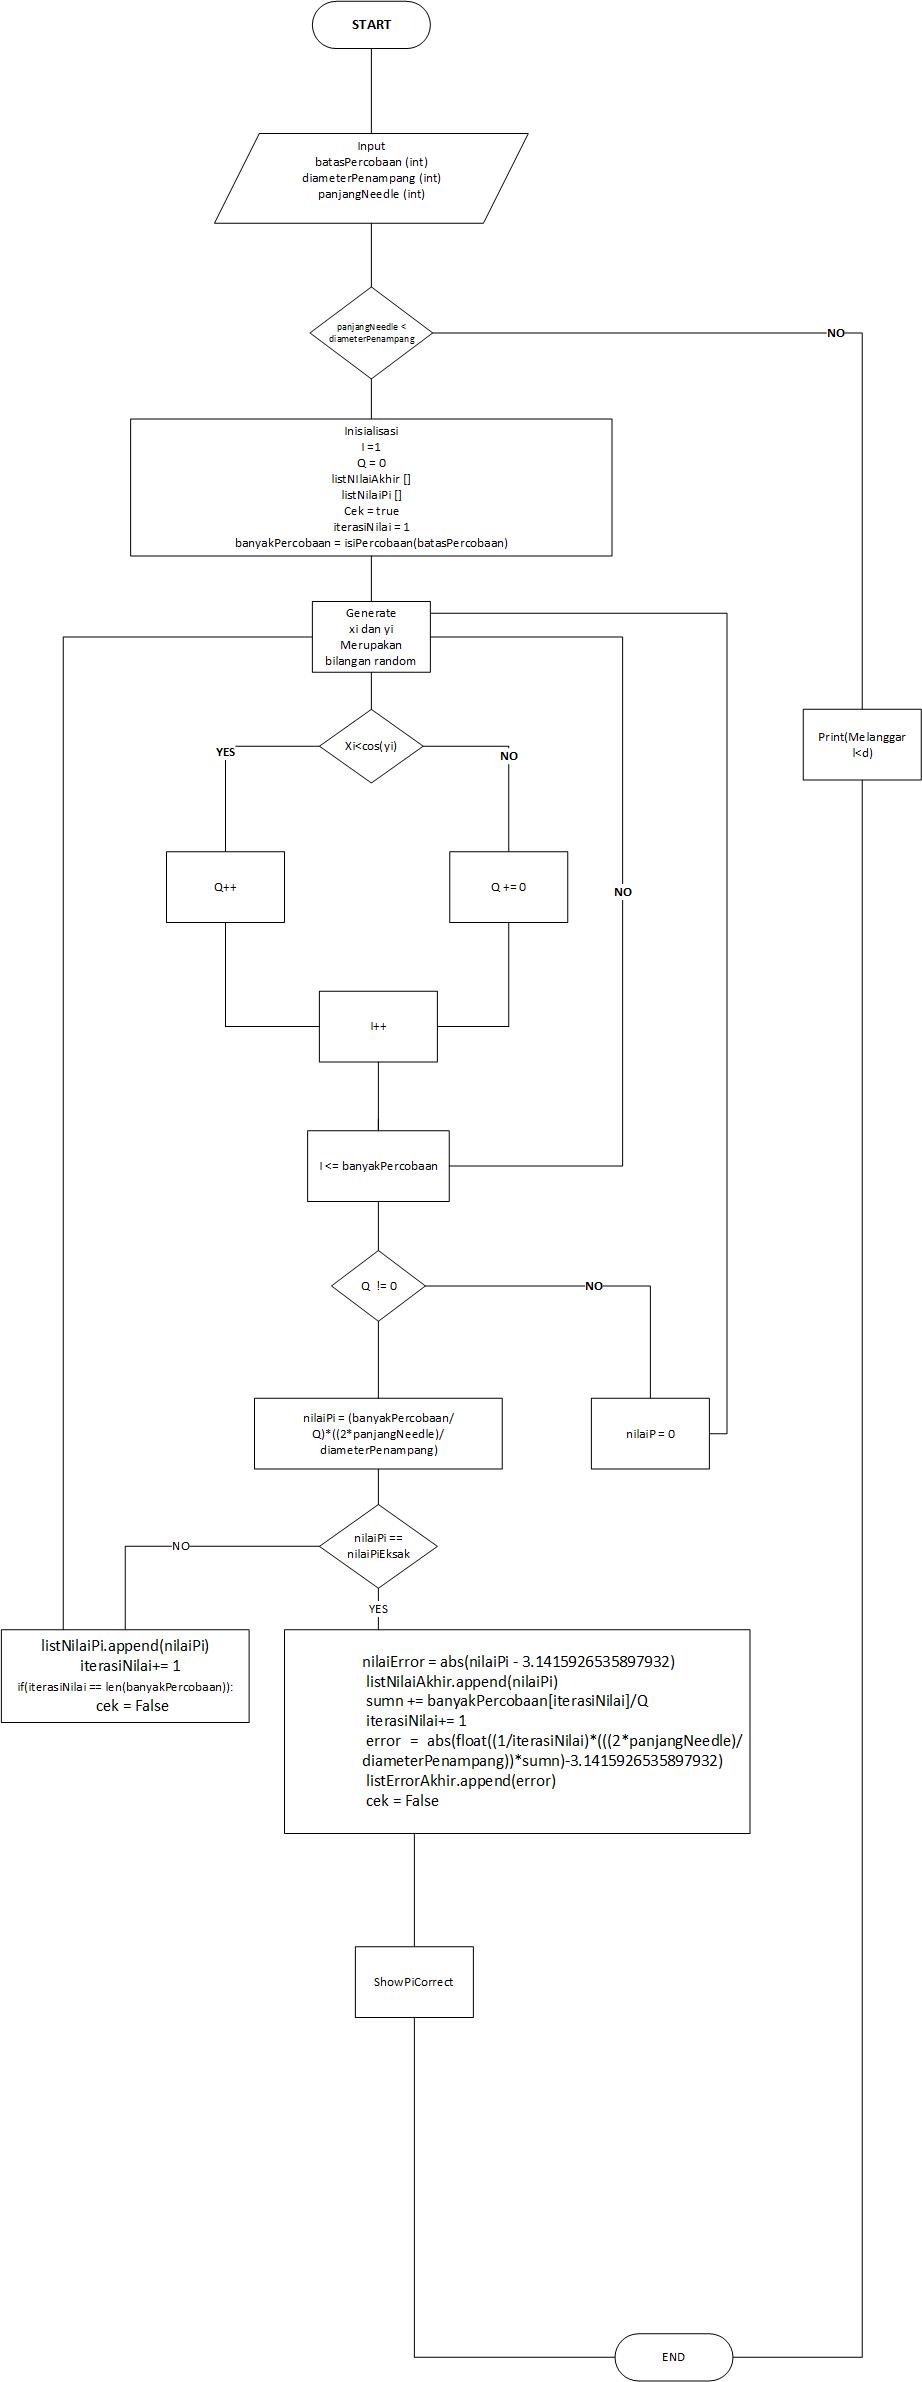 START
Input
batasPercobaan (int)
diameterPenampang (int)
panjangNeedle (int)
panjangNeedle <
diameterPenampang
NO
Inisialisasi
I =1
Q = 0
listNIlaiAkhir []
listNilaiPi []
Cek = true
iterasiNilai = 1
banyakPercobaan = isiPercobaan(batasPercobaan)
Generate
xi dan yi
Merupakan
bilangan random
Xi<cos(yi)
YES
NO
Print(Melanggar
l<d)
Q++
Q += 0
NO
I++
I <= banyakPercobaan
Q != 0
NO
nilaiPi = (banyakPercobaan/
Q)*((2*panjangNeedle)/
diameterPenampang)
nilaiP = 0
nilaiPi ==
nilaiPiEksak
NO
YES
listNilaiPi.append(nilaiPi)
iterasiNilai+= 1
if(iterasiNilai == len(banyakPercobaan)):
cek = False
nilaiError = abs(nilaiPi - 3.1415926535897932)
listNilaiAkhir.append(nilaiPi)
sumn += banyakPercobaan[iterasiNilai]/Q
iterasiNilai+= 1
error = abs(float((1/iterasiNilai)*(((2*panjangNeedle)/
diameterPenampang))*sumn)-3.1415926535897932)
listErrorAkhir.append(error)
cek = False
ShowPiCorrect
END